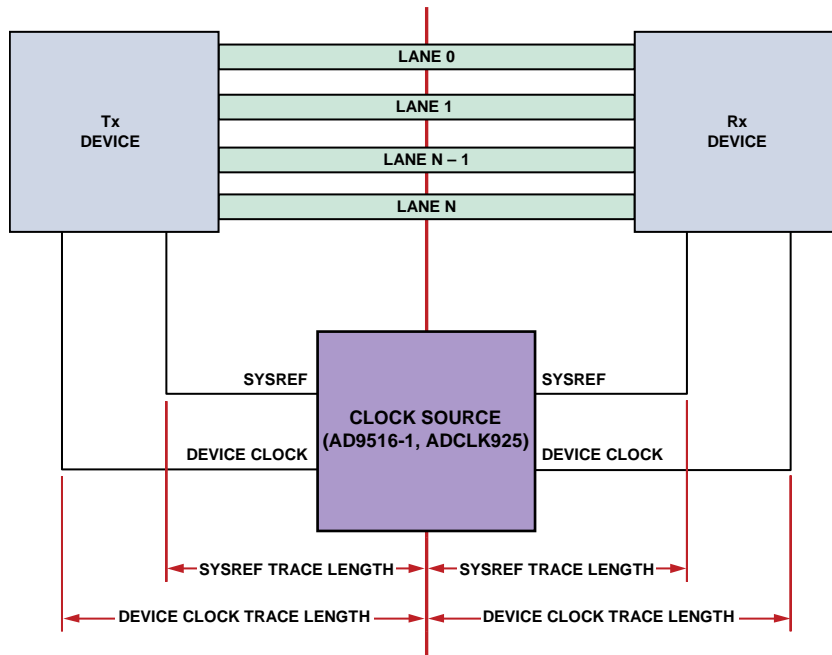 LANE 0
LANE 1
LANE N – 1
LANE N
Tx
DEVICE
Rx
DEVICE
SYSREF
SYSREF
CLOCK SOURCE
(AD9516-1, ADCLK925)
DEVICE CLOCK
DEVICE CLOCK
SYSREF TRACE LENGTH
SYSREF TRACE LENGTH
DEVICE CLOCK TRACE LENGTH
DEVICE CLOCK TRACE LENGTH